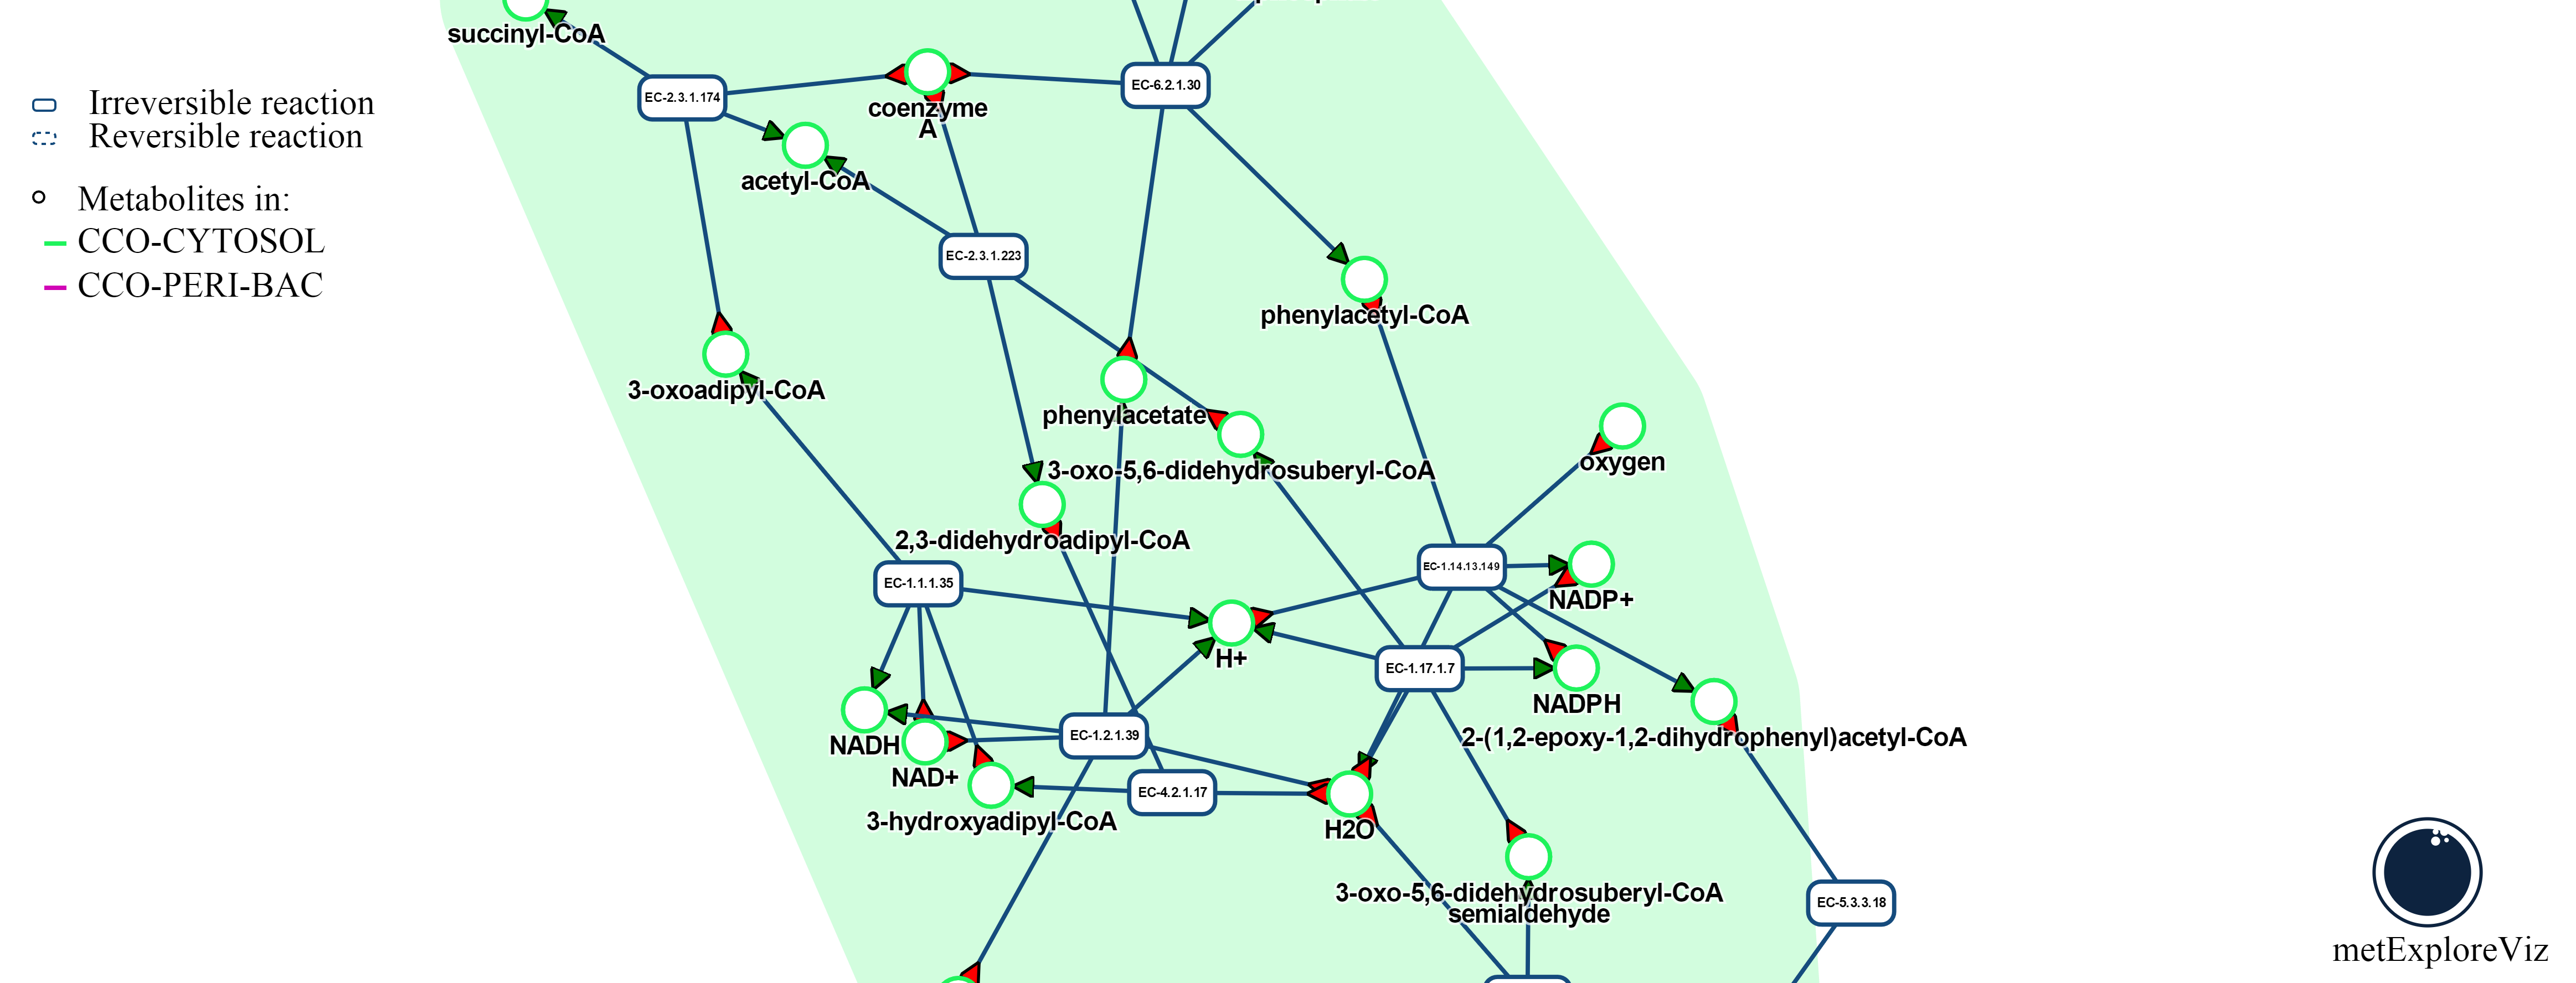 succinyl-CoA
EC-2.3.1.174
EC-6.2.1.30
Irreversible reaction
coenzyme
A
Reversible reaction
acetyl-CoA
Metabolites in:
CCO-CYTOSOL
EC-2.3.1.223
CCO-PERI-BAC
phenylacetyl-CoA
3-oxoadipyl-CoA
phenylacetate
oxygen
3-oxo-5,6-didehydrosuberyl-CoA
2,3-didehydroadipyl-CoA
EC-1.14.13.149
EC-1.1.1.35
NADP+
H+
EC-1.17.1.7
NADPH
EC-1.2.1.39
2-(1,2-epoxy-1,2-dihydrophenyl)acetyl-CoA
NADH
NAD+
EC-4.2.1.17
3-hydroxyadipyl-CoA
H2O
3-oxo-5,6-didehydrosuberyl-CoA
semialdehyde
EC-5.3.3.18
metExploreViz